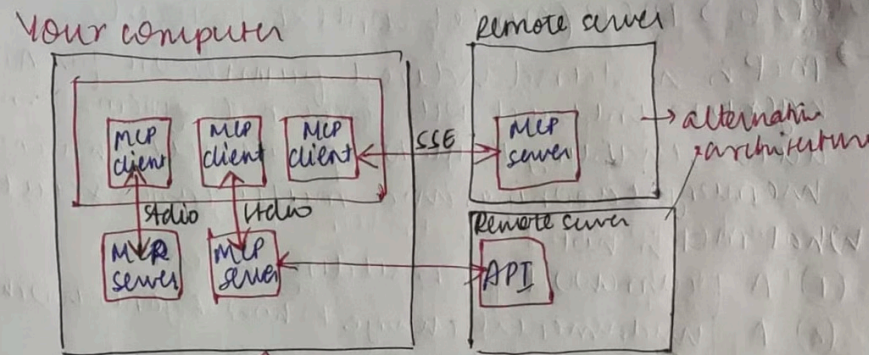 Your computer
Remote server
MCP
client
MCP
client
MCP
client
SSE
MCP
server
alternative
architecture
stdio
stdio
MCP
server
MCP
server
Remote server
API